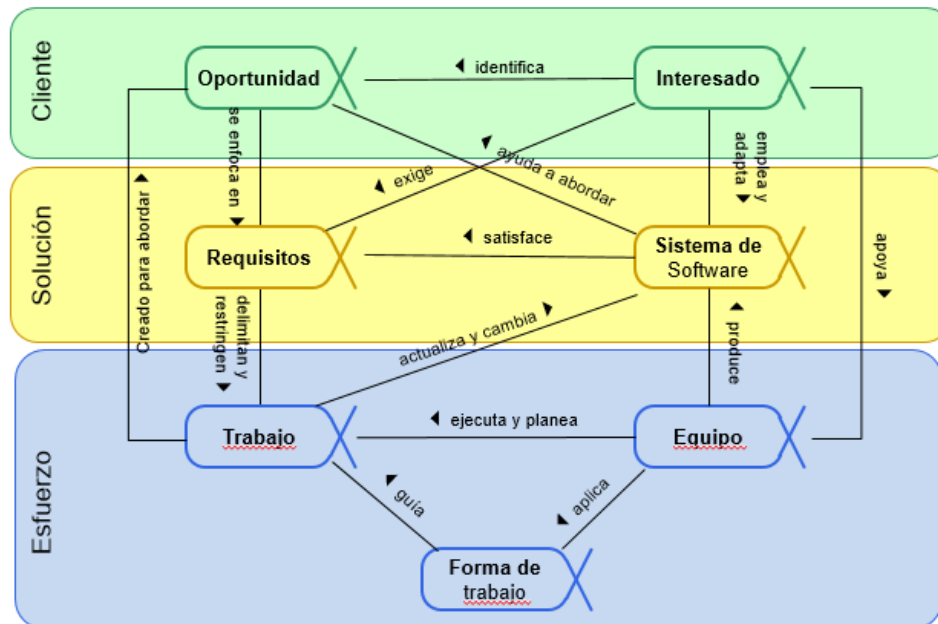 Cliente
Oportunidad
identifica
Interesado
se enfoca en
exige
ayuda a abordar
emplea y
adapta
Creado para abordar
apoya
Solución
Requisitos
satisface
Sistema de
Software
delimitan y
restringen
actualiza y cambia
produce
Esfuerzo
Trabajo
ejecuta y planea
Equipo
guía
aplica
Forma de
trabajo